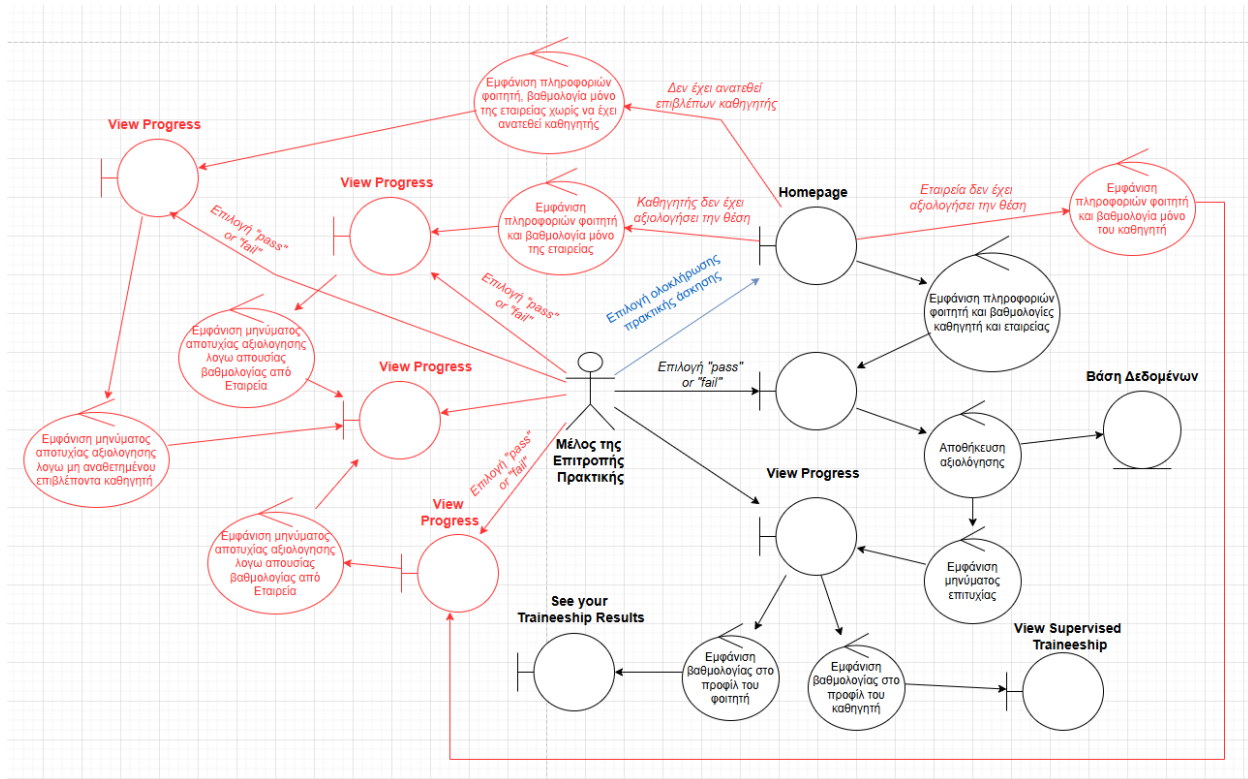 Εμφάνιση πληροφοριών
φοιτητή, βαθμολογία μόνο
της εταιρείας χωρίς να έχει
ανατεθεί καθηγητής
Δεν έχει ανατεθεί
επιβλέπων καθηγητής
View Progress
View Progress
Εμφάνιση
πληροφοριών φοιτητή
και βαθμολογία μόνο
της εταιρείας
Καθηγητής δεν έχει
αξιολογήσει την θέση
Homepage
Εταιρεία δεν έχει
αξιολογήσει την θέση
Εμφάνιση
πληροφοριών φοιτητή
και βαθμολογία μόνο
του καθηγητή
Επιλογή "pass"
or "fail"
Επιλογή "pass"
or "fail"
Επιλογή ολοκλήρωσης
πρακτικής άσκησης
Εμφάνιση πληροφοριών
φοιτητή και βαθμολογίες
καθηγητή και εταιρείας
Εμφάνιση μηνύματος
αποτυχίας αξιολόγησης
λογω απουσίας
βαθμολογίας από
Εταιρεία
View Progress
Επιλογή "pass"
or "fail"
Βάση Δεδομένων
Εμφάνιση μηνύματος
αποτυχίας αξιολογησης
λογω μη αναθετημένου
επιβλέποντα καθηγητή
Μέλος της
Επιτροπής
Πρακτικής
Αποθήκευση
αξιολόγησης
Επιλογή "pass"
or "fail"
View Progress
View
Progress
Εμφάνιση μηνύματος
αποτυχίας αξιολογησης
λογω απουσίας
βαθμολογίας από
Εταιρεία
Εμφάνιση
μηνύματος
επιτυχίας
See your
Traineeship Results
View Supervised
Traineeship
Εμφάνιση
βαθμολογίας στο
προφίλ του
φοιτητή
Εμφάνιση
βαθμολογίας στο
προφίλ του
καθηγητή